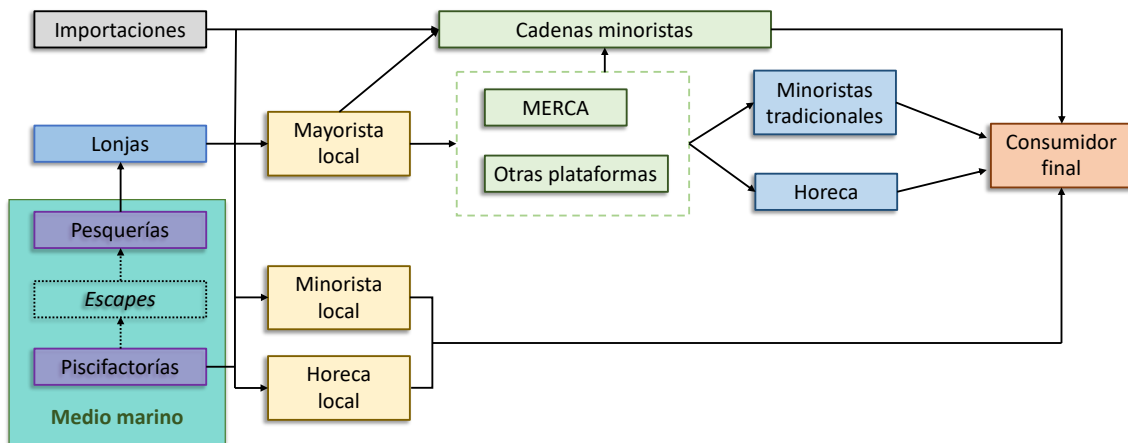 Importaciones
Cadenas minoristas
Lonjas
Mayorista
local
MERCA
Otras plataformas
Minoristas
tradicionales
Horeca
Consumidor
final
Pesquerías
Escapes
Piscifactorías
Medio marino
Minorista
local
Horeca
local